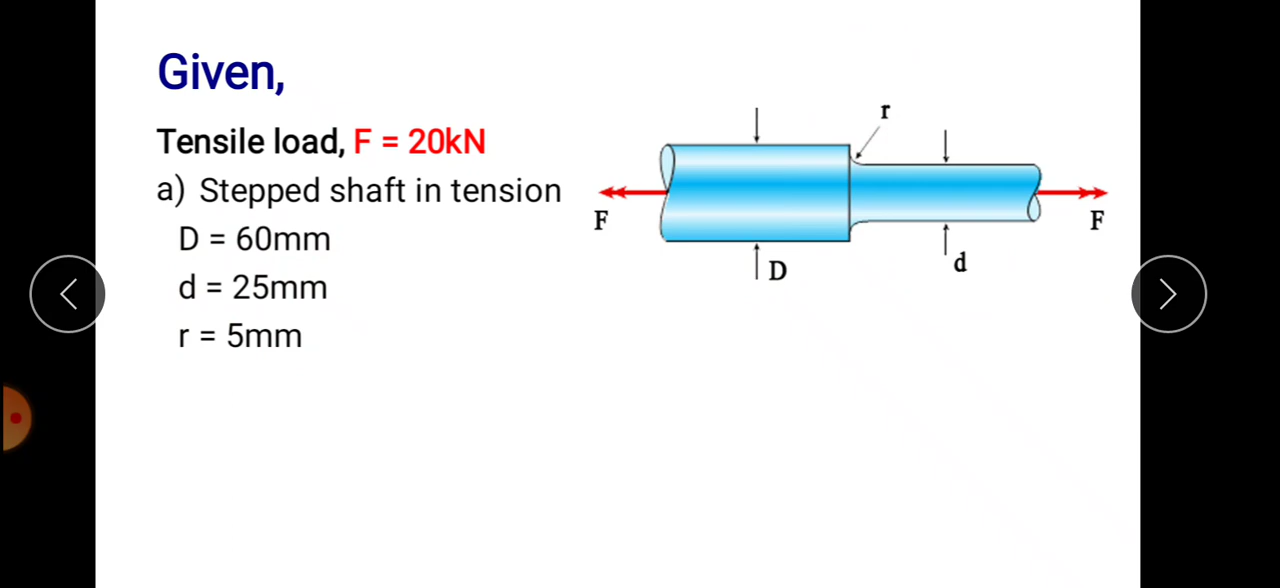 Given,
Tensile load, F = 20kN
a) Stepped shaft in tension
D = 60mm
d = 25mm
r = 5mm
r
F
F
D
d